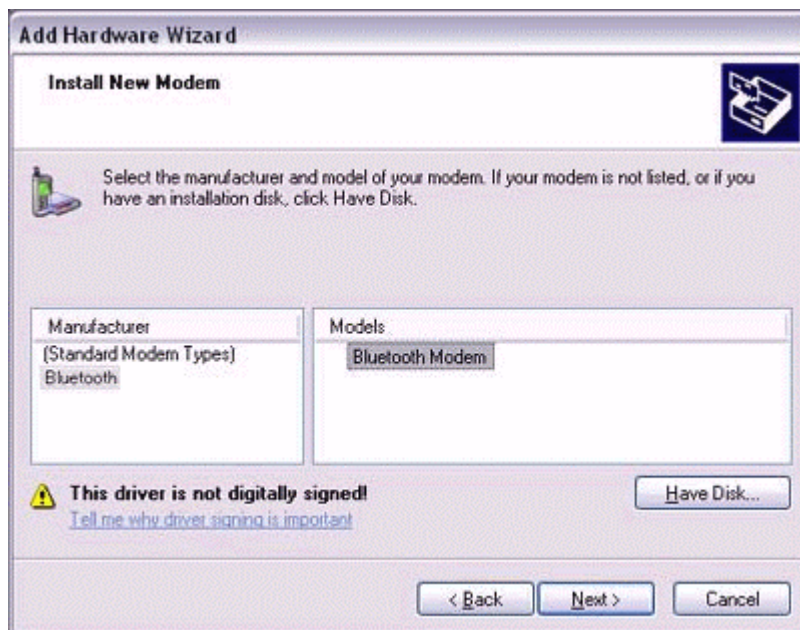 Add Hardware Wizard
Install New Modem
Select the manufacturer and model of your modem. If your modem is not listed, or if you
have an installation disk, click Have Disk.
Manufacturer
(Standard Modem Types)
Bluetooth
Models
Bluetooth Modem
This driver is not digitally signed!
Tell me why driver signing is important
Have Disk...
< Back
Next >
Cancel